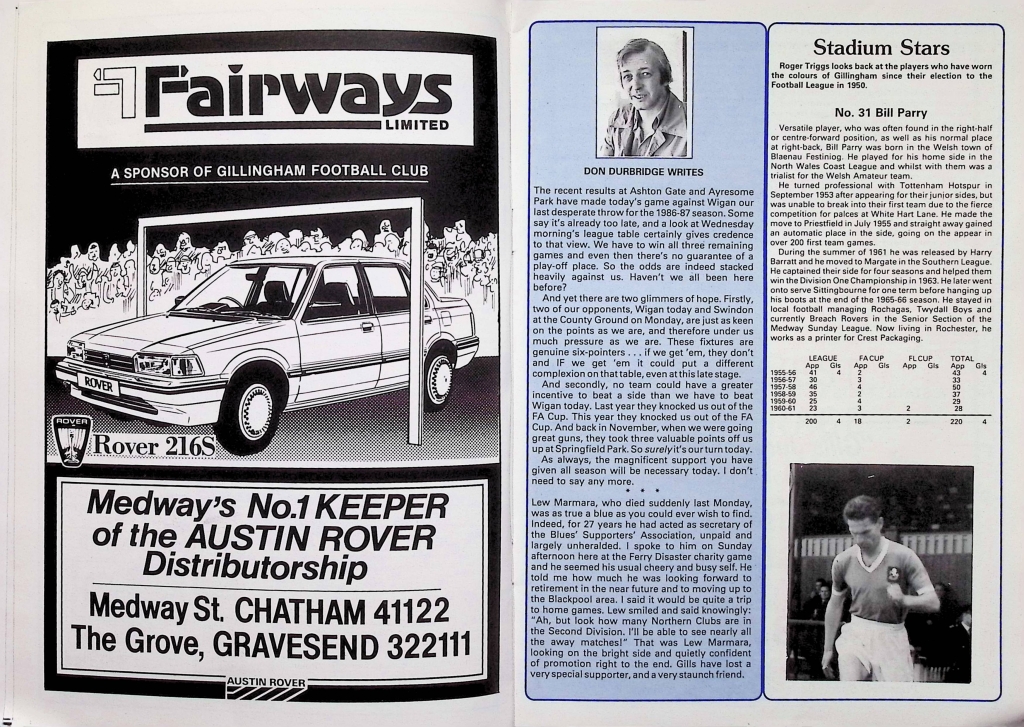 Fairways
LIMITED
A SPONSOR OF GILLINGHAM FOOTBALL CLUB
ROVER
ROVER
Rover 216S
Medway's No.1 KEEPER
of the AUSTIN ROVER
Distributorship
Medway St. CHATHAM 41122
The Grove, GRAVESEND 322111
AUSTIN ROVER
DON DURBRIDGE WRITES
The recent results at Ashton Gate and Ayresome
Park have made today's game against Wigan our
last desperate throw for the 1986-87 season. Some
say it's already too late, and a look at Wednesday
morning's league table certainly gives credence
to that view. We have to win all three remaining
games and even then there's no guarantee of a
play-off place. So the odds are indeed stacked
heavily against us. Haven't we all been here
before?
And yet there are two glimmers of hope. Firstly,
two of our opponents, Wigan today and Swindon
at the County Ground on Monday, are just as keen
on the points as we are, and therefore under us
much pressure as we are. These fixtures are
genuine six-pointers . . . if we get 'em, they don't
and IF we get 'em it could put a different
complexion on that table, even at this late stage.
And secondly, no team could have a greater
incentive to beat a side than we have to beat
Wigan today. Last year they knocked us out of the
FA Cup. This year they knocked us out of the FA
Cup. And back in November, when we were going
great guns, they took three valuable points off us
up at Springfield Park. So surely it's our turn today.
As always, the magnificent support you have
given all season will be necessary today. I don't
need to say any more.
* * *
Lew Marmara, who died suddenly last Monday,
was as true a blue as you could ever wish to find.
Indeed, for 27 years he had acted as secretary of
the Blues' Supporters' Association, unpaid and
largely unheralded. I spoke to him on Sunday
afternoon here at the Ferry Disaster charity game
and he seemed his usual cheery and busy self. He
told me how much he was looking forward to
retirement in the near future and to moving up to
the Blackpool area. I said it would be quite a trip
to home games. Lew smiled and said knowingly:
"Ah, but look how many Northern Clubs are in
the Second Division. I'll be able to see nearly all
the away matches!" That was Lew Marmara,
looking on the bright side and quietly confident
of promotion right to the end. Gills have lost a
very special supporter, and a very staunch friend.
Stadium Stars
Roger Triggs looks back at the players who have worn
the colours of Gillingham since their election to the
Football League in 1950.
No. 31 Bill Parry
Versatile player, who was often found in the right-half
or centre-forward position, as well as his normal place
at right-back, Bill Parry was born in the Welsh town of
Blaenau Festiniog. He played for his home side in the
North Wales Coast League and whilst with them was a
trialist for the Welsh Amateur team.
He turned professional with Tottenham Hotspur in
September 1953 after appearing for their junior sides, but
was unable to break into their first team due to the fierce
competition for palces at White Hart Lane. He made the
move to Priestfield in July 1955 and straight away gained
an automatic place in the side, going on the appear in
over 200 first team games.
During the summer of 1961 he was released by Harry
Barratt and he moved to Margate in the Southern League.
He captained their side for four seasons and helped them
win the Division One Championship in 1963. He later went
onto serve Sittingbourne for one term before hanging up
his boots at the end of the 1965-66 season. He stayed in
local football managing Rochagas, Twydall Boys and
currently Breach Rovers in the Senior Section of the
Medway Sunday League. Now living in Rochester, he
works as a printer for Crest Packaging.
LEAGUE FA CUP FL CUP TOTAL
App Gls App Gls App Gls App Gls
1955-56 41 4 2 43 4
1956-57 30 3 33
1957-58 46 4 50
1958-59 35 2 37
1959-60 25 4 29
1960-61 23 3 2 28
200 4 18 2 220 4